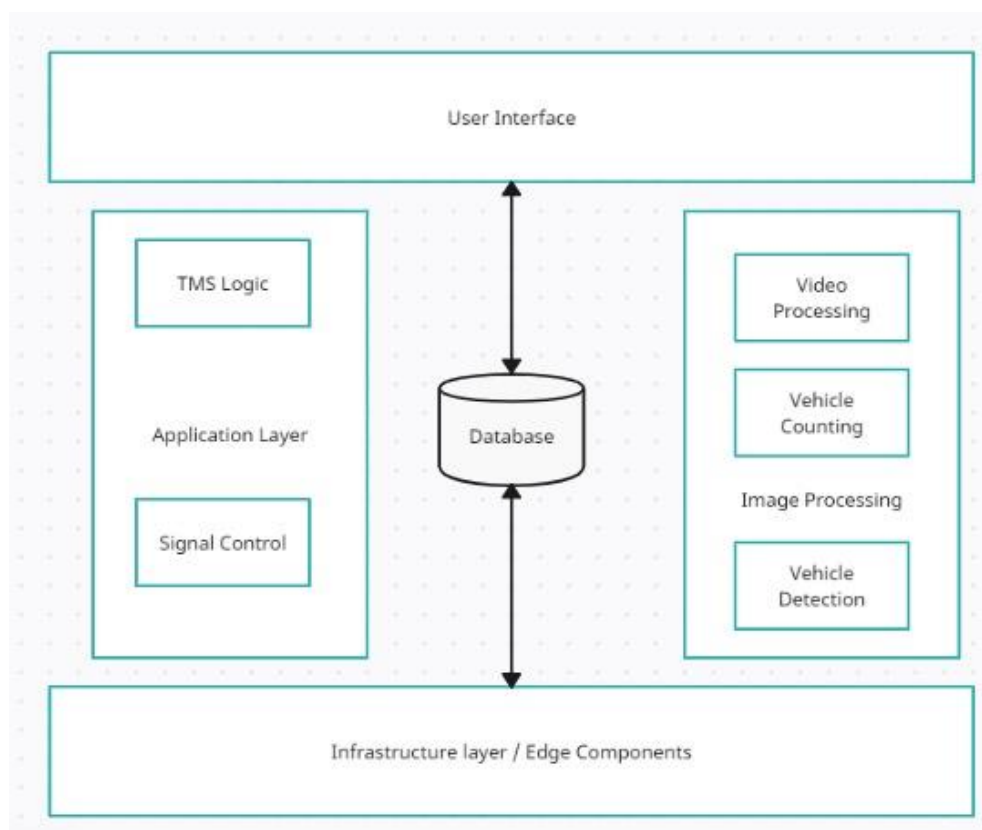 User Interface
TMS Logic
Application Layer
Signal Control
Database
Video
Processing
Vehicle
Counting
Image Processing
Vehicle
Detection
Infrastructure layer / Edge Components